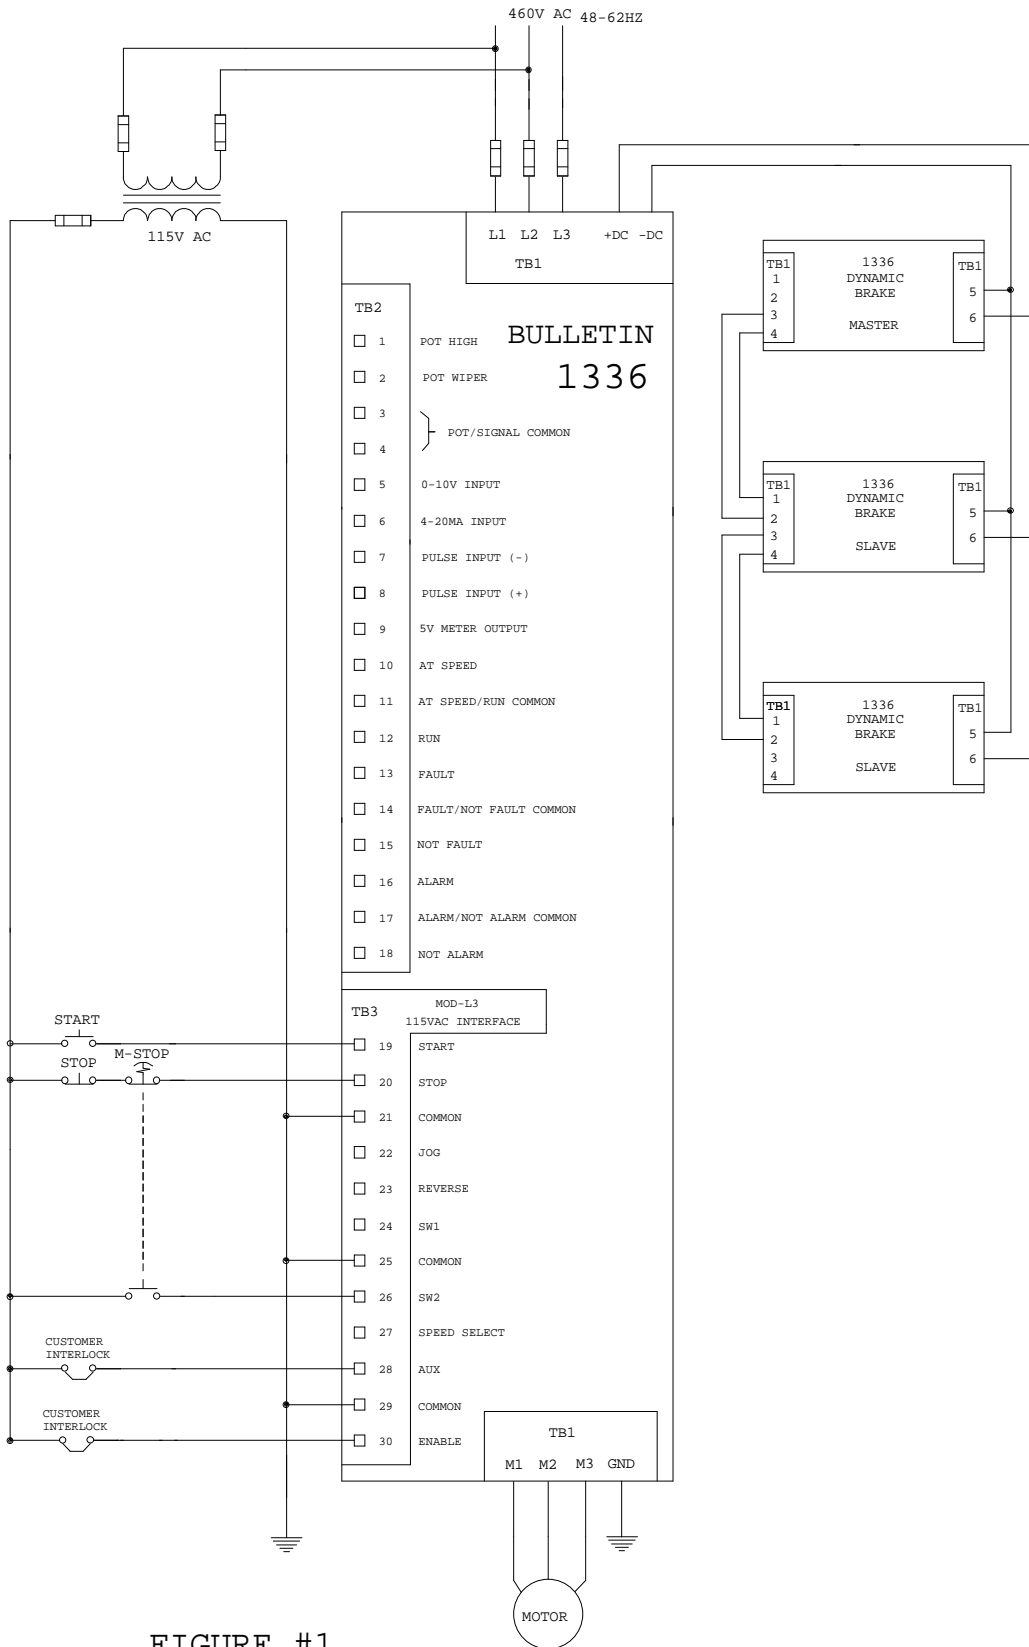 460V AC 48-62HZ
115V AC
L1 L2 L3 +DC -DC
TB1
TB2
BULLETIN
1336
1 POT HIGH
2 POT WIPER
3
POT/SIGNAL COMMON
4
5 0-10V INPUT
6 4-20MA INPUT
7 PULSE INPUT (-)
8 PULSE INPUT (+)
9 5V METER OUTPUT
10 AT SPEED
11 AT SPEED/RUN COMMON
12 RUN
13 FAULT
14 FAULT/NOT FAULT COMMON
15 NOT FAULT
16 ALARM
17 ALARM/NOT ALARM COMMON
18 NOT ALARM
TB3
MOD-L3
115VAC INTERFACE
START
19 START
STOP M-STOP
20 STOP
21 COMMON
22 JOG
23 REVERSE
24 SW1
25 COMMON
26 SW2
27 SPEED SELECT
CUSTOMER
INTERLOCK
28 AUX
29 COMMON
CUSTOMER
INTERLOCK
30 ENABLE
TB1
M1 M2 M3 GND
MOTOR
TB1
1
2
3
4
1336
DYNAMIC
BRAKE
MASTER
TB1
5
6
TB1
1
2
3
4
1336
DYNAMIC
BRAKE
SLAVE
TB1
5
6
TB1
1
2
3
4
1336
DYNAMIC
BRAKE
SLAVE
TB1
5
6
FIGURE #1